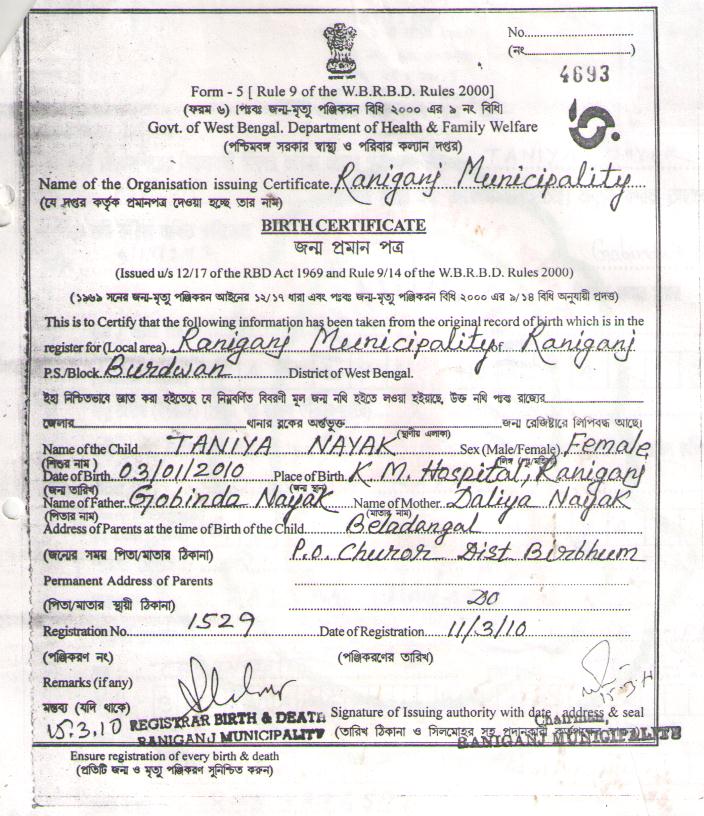 No..............................
(নং..............................)
4693
Form - 5 [ Rule 9 of the W.B.R.B.D. Rules 2000]
(ফরম ৬) [পঃবঃ জন্ম-মৃত্যু পঞ্জিকরন বিধি ২০০০ এর ৯ নং বিধি]
Govt. of West Bengal. Department of Health & Family Welfare
(পশ্চিমবঙ্গ সরকার স্বাস্থ্য ও পরিবার কল্যান দপ্তর)
Name of the Organisation issuing Certificate. Raniganj Municipality
(যে দপ্তর কর্তৃক প্রমানপত্র দেওয়া হচ্ছে তার নাম)
BIRTH CERTIFICATE
জন্ম প্রমান পত্র
(Issued u/s 12/17 of the RBD Act 1969 and Rule 9/14 of the W.B.R.B.D. Rules 2000)
(১৯৬৯ সনের জন্ম-মৃত্যু পঞ্জিকরন আইনের ১২/১৭ ধারা এবং পঃবঃ জন্ম-মৃত্যু পঞ্জিকরন বিধি ২০০০ এর ৯/১৪ বিধি অনুযায়ী প্রদত্ত)
This is to Certify that the following information has been taken from the original record of birth which is in the
register for (Local area). Raniganj Municipality of Raniganj
P.S./Block. Burdwan District of West Bengal.
ইহা নিশ্চিতভাবে জ্ঞাত করা হইতেছে যে নিম্নবর্ণিত বিবরণী মূল জন্ম নথি হইতে লওয়া হইয়াছে, উক্ত নথি পঃবঃ রাজ্যের
জেলার থানার ব্লকের অর্ন্তভুক্ত জন্ম রেজিষ্টারে লিপিবদ্ধ আছে।
(স্থানীয় এলাকা)
Name of the Child. TANIYA NAYAK Sex (Male/Female). Female
(শিশুর নাম) লিঙ্গ (পুঃ/মহিলা)
Date of Birth. 03/01/2010 Place of Birth. K. M. Hospital, Raniganj
(জন্ম তারিখ) (জন্ম স্থান)
Name of Father. Gobinda Nayak Name of Mother. Daliya Nayak
(পিতার নাম) (মাতার নাম)
Address of Parents at the time of Birth of the Child. Beladangal
(জন্মের সময় পিতা/মাতার ঠিকানা) P.O. Churor Dist Birbhum
Permanent Address of Parents
(পিতা/মাতার স্থায়ী ঠিকানা) Do
Registration No. 1529 Date of Registration. 11/3/10
(পঞ্জিকরণ নং) (পঞ্জিকরণের তারিখ)
Remarks (if any)
মন্তব্য (যদি থাকে)
15.3.10 REGISTRAR BIRTH & DEATH
RANIGANJ MUNICIPALITY
Signature of Issuing authority with date, address & seal
(তারিখ ঠিকানা ও সিলমোহর সহ প্রদানকারী
Chairman,
RANIGANJ MUNICIPALITY
Ensure registration of every birth & death
(প্রতিটি জন্ম ও মৃত্যু পঞ্জিকরণ সুনিশ্চিত করুন)